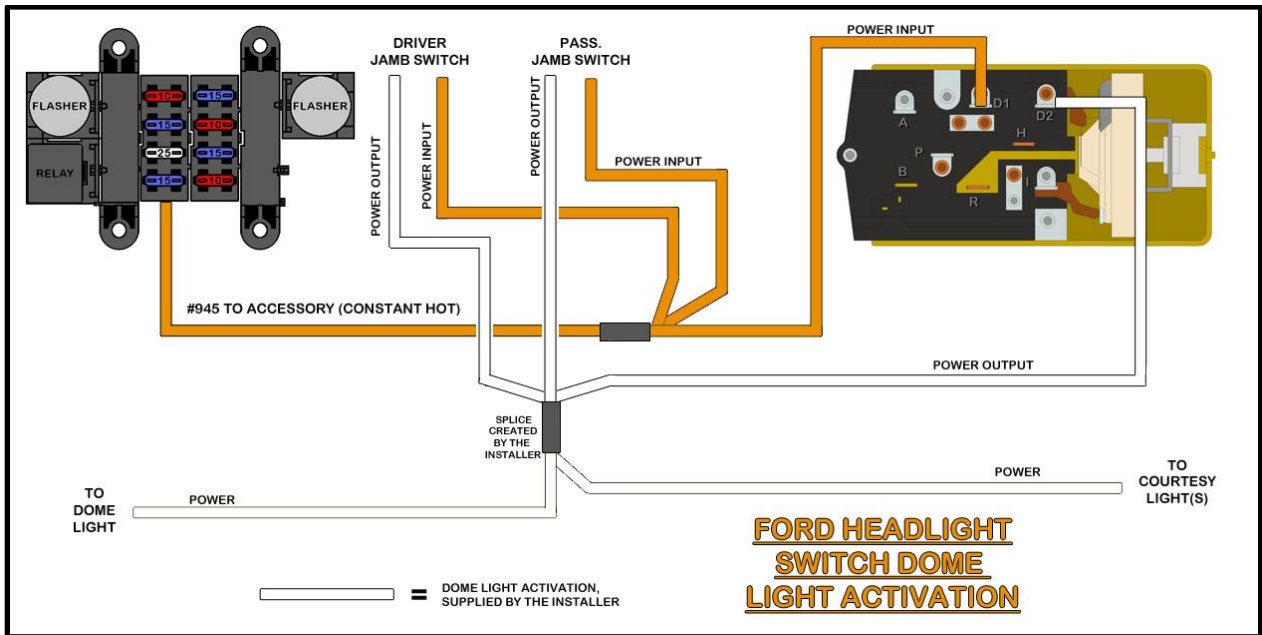 FLASHER
RELAY
10
15
25
15
15
10
15
10
FLASHER
DRIVER
JAMB SWITCH
PASS.
JAMB SWITCH
POWER OUTPUT
POWER INPUT
POWER OUTPUT
POWER INPUT
POWER INPUT
A
D1
D2
H
P
B
R
I
#945 TO ACCESSORY (CONSTANT HOT)
POWER OUTPUT
SPLICE
CREATED
BY THE
INSTALLER
TO
DOME
LIGHT
POWER
POWER
TO
COURTESY
LIGHT(S)
FORD HEADLIGHT
SWITCH DOME
LIGHT ACTIVATION
= DOME LIGHT ACTIVATION,
SUPPLIED BY THE INSTALLER